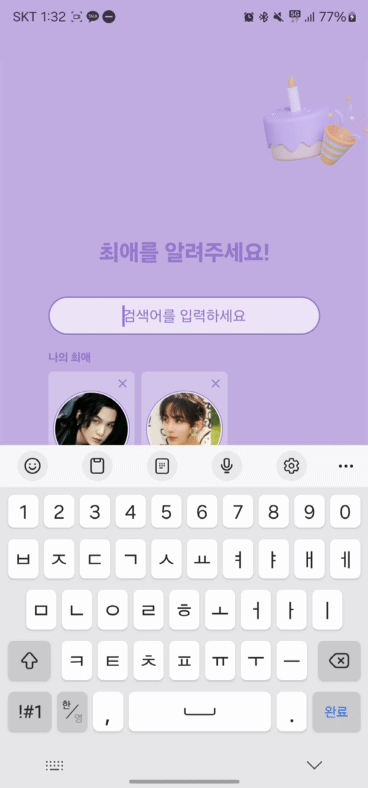 SKT 1:32 TALK 5G 77%
최애를 알려주세요!
검색어를 입력하세요
나의 최애
1 2 3 4 5 6 7 8 9 0
ㅂ ㅈ ㄷ ㄱ ㅅ ㅛ ㅕ ㅑ ㅐ ㅔ
ㅁ ㄴ ㅇ ㄹ ㅎ ㅗ ㅓ ㅏ ㅣ
ㅋ ㅌ ㅊ ㅍ ㅠ ㅜ ㅡ
!#1 한/영 , . 완료